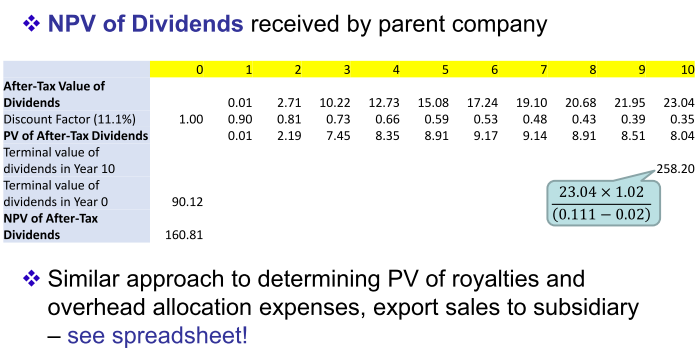 ❖ NPV of Dividends received by parent company
0 1 2 3 4 5 6 7 8 9 10
After-Tax Value of
Dividends 0.01 2.71 10.22 12.73 15.08 17.24 19.10 20.68 21.95 23.04
Discount Factor (11.1%) 1.00 0.90 0.81 0.73 0.66 0.59 0.53 0.48 0.43 0.39 0.35
PV of After-Tax Dividends 0.01 2.19 7.45 8.35 8.91 9.17 9.14 8.91 8.51 8.04
Terminal value of
dividends in Year 10 258.20
Terminal value of
dividends in Year 0 90.12
23.04 × 1.02
(0.111 − 0.02)
NPV of After-Tax
Dividends 160.81
❖ Similar approach to determining PV of royalties and
overhead allocation expenses, export sales to subsidiary
– see spreadsheet!